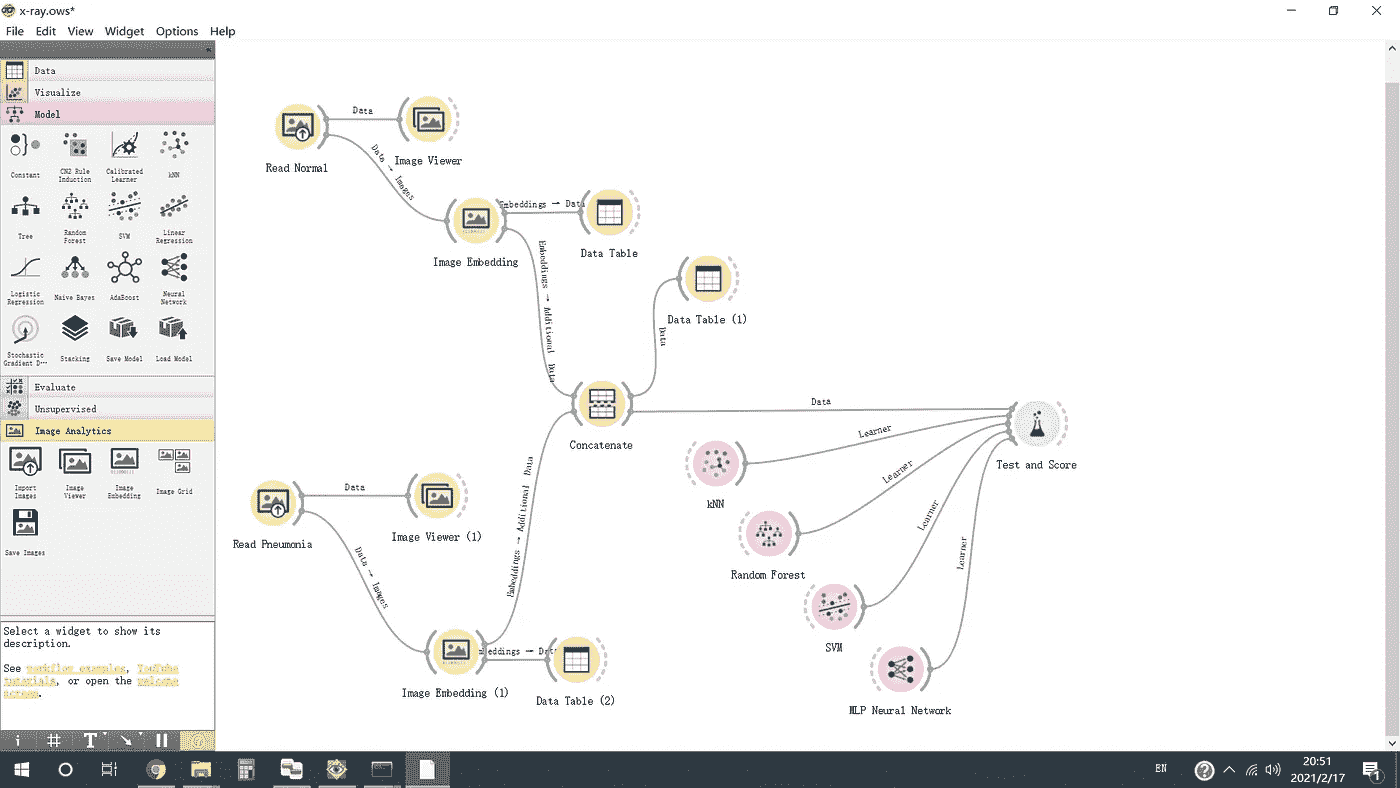 x-ray.ows*
File Edit View Widget Options Help
Data
Visualize
Model
Constant
CN2 Rule
Induction
Calibrated
Learner
kNN
Tree
Random
Forest
SVM
Linear
Regression
Logistic
Regression
Naive Bayes
AdaBoost
Neural
Network
Stochastic
Gradient D…
Stacking
Save Model
Load Model
Evaluate
Unsupervised
Image Analytics
Import
Images
Image
Viewer
Image
Embedding
Image Grid
Save Images
Select a widget to show its
description.
See workflow examples, YouTube
tutorials, or open the welcome
screen.
Data
Read Normal
Image Viewer
Data → Images
Embeddings → Data
Image Embedding
Data Table
Embeddings → Additional Data
Data Table (1)
Data
Concatenate
Data
Test and Score
Learner
kNN
Learner
Random Forest
Learner
SVM
Learner
MLP Neural Network
Data
Read Pneumonia
Image Viewer (1)
Data → Images
Embeddings → Additional Data
Image Embedding (1)
eddings → Dat
Data Table (2)
EN
20:51
2021/2/17
1